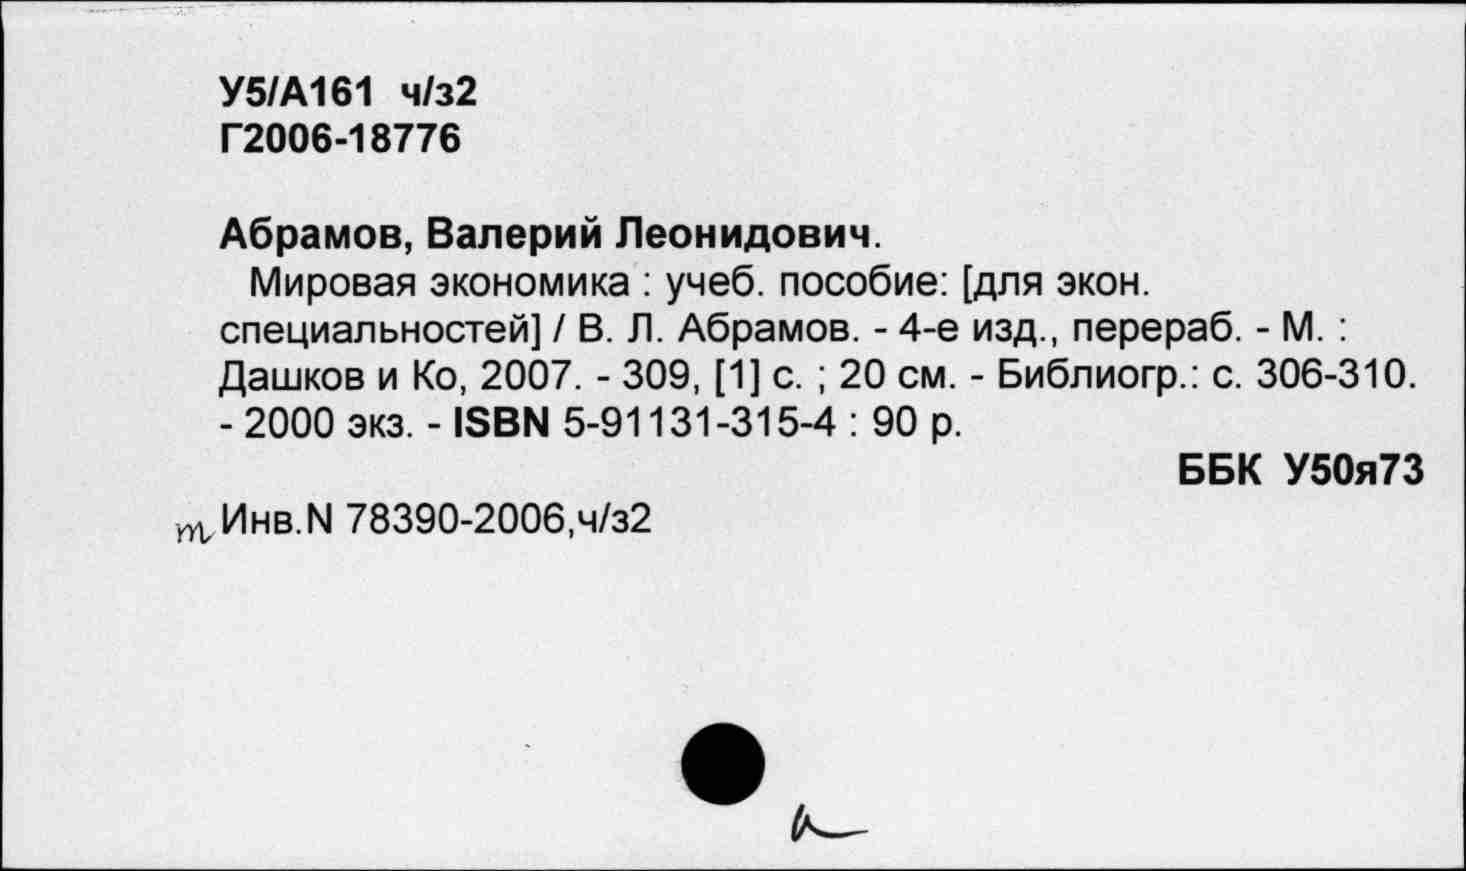 У5/А161 ч/з2
Г2006-18776
Абрамов, Валерий Леонидович.
Мировая экономика : учеб. пособие: [для экон.
специальностей] / В. Л. Абрамов. - 4-е изд., перераб. - М. :
Дашков и Ко, 2007. - 309, [1] с. ; 20 см. - Библиогр.: с. 306-310.
- 2000 экз. - ISBN 5-91131-315-4 : 90 р.
ББК У50я73
Инв.N 78390-2006,ч/з2